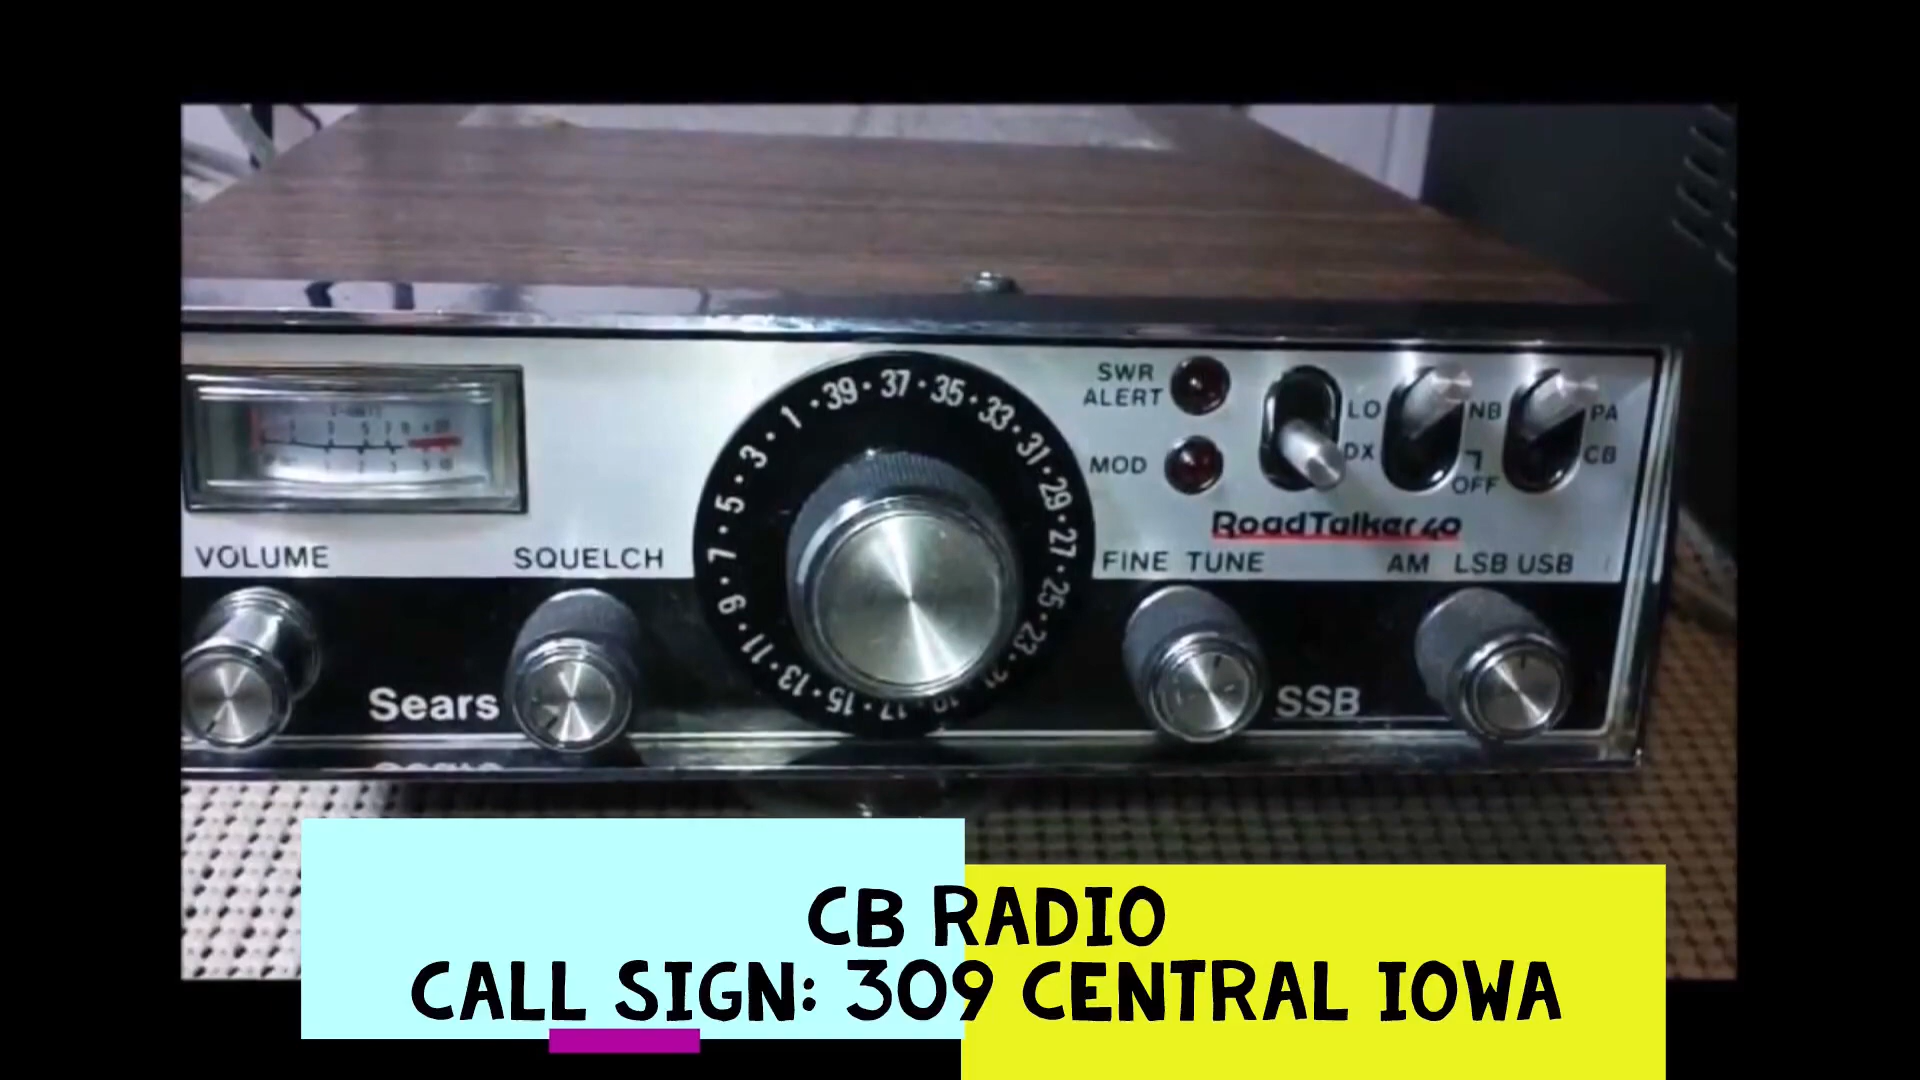 SWR
ALERT
LO
NB
PA
MOD
DX
CB
OFF
RoadTalker 40
VOLUME
SQUELCH
FINE TUNE
AM LSB USB
1 · 39 · 37 · 35 · 33 · 31 · 29 · 27 · 25 · 23 · 21 · 19 · 17 · 15 · 13 · 11 · 9 · 7 · 5 · 3
Sears
SSB
CB RADIO
CALL SIGN: 309 CENTRAL IOWA